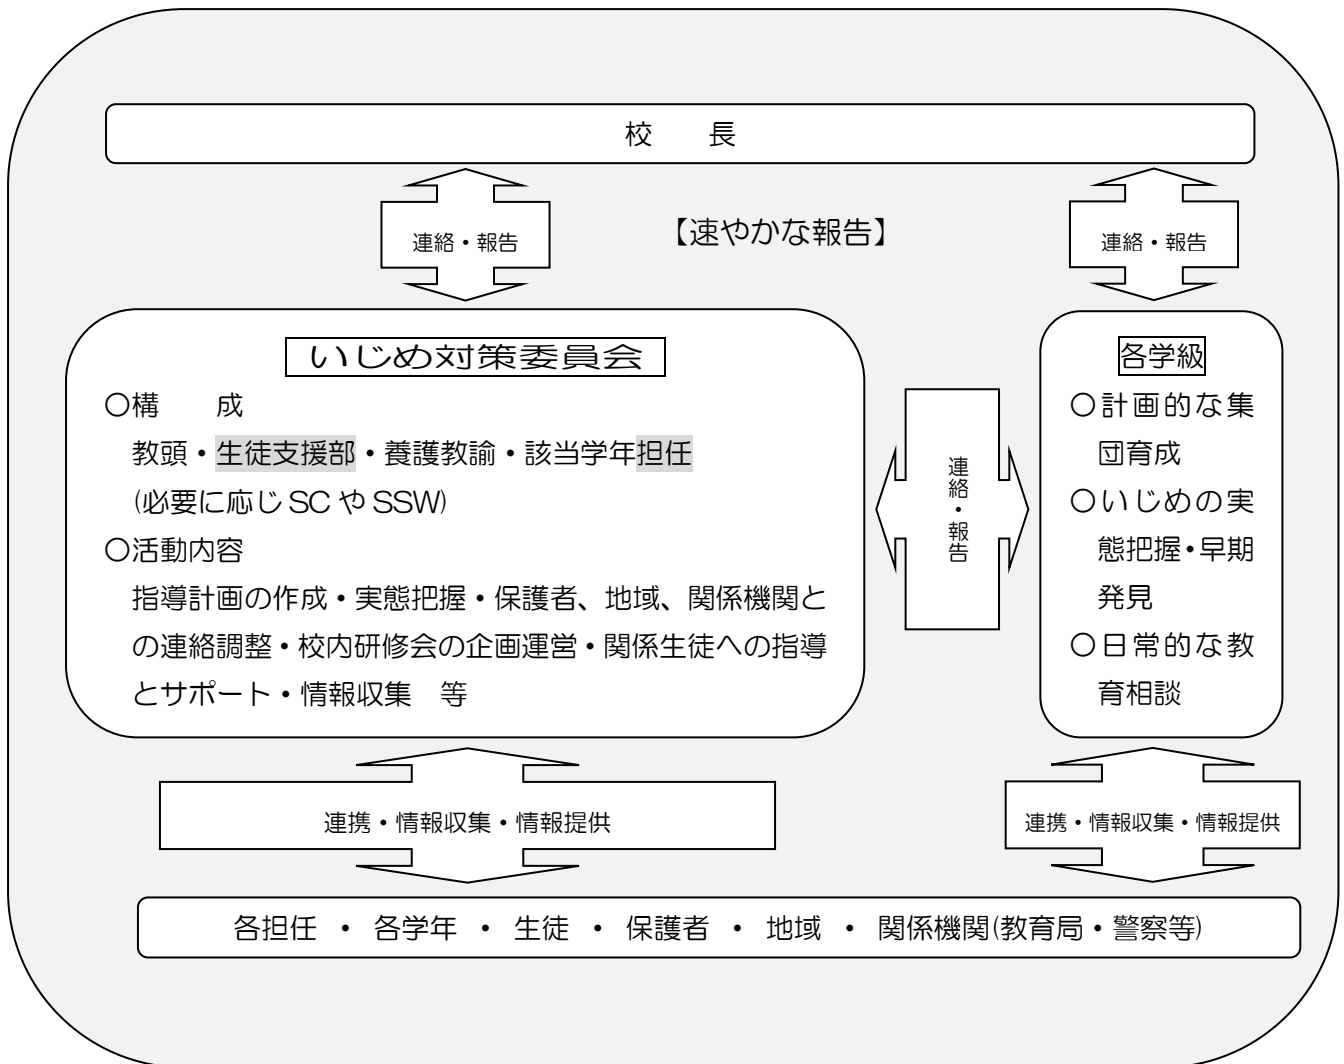 校　　長
連絡・報告
【速やかな報告】
連絡・報告
いじめ対策委員会
○構　　成
教頭・生徒支援部・養護教諭・該当学年担任
(必要に応じ SC や SSW)
○活動内容
指導計画の作成・実態把握・保護者、地域、関係機関と
の連絡調整・校内研修会の企画運営・関係生徒への指導
とサポート・情報収集　等
連絡・報告
各学級
○計画的な集
団育成
○いじめの実
態把握・早期
発見
○日常的な教
育相談
連携・情報収集・情報提供
連携・情報収集・情報提供
各担任 ・ 各学年 ・ 生徒 ・ 保護者 ・ 地域 ・ 関係機関(教育局・警察等)